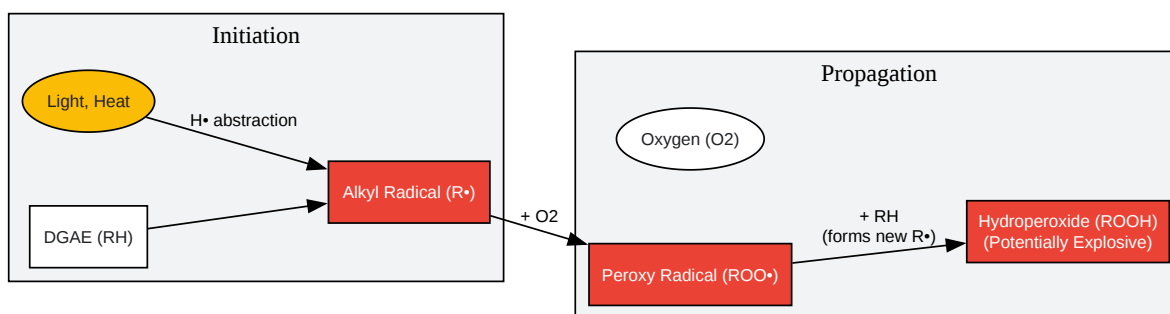 Initiation
Light, Heat
H• abstraction
Alkyl Radical (R•)
DGAE (RH)
+ O2
Propagation
Oxygen (O2)
Peroxy Radical (ROO•)
+ RH
(forms new R•)
Hydroperoxide (ROOH)
(Potentially Explosive)